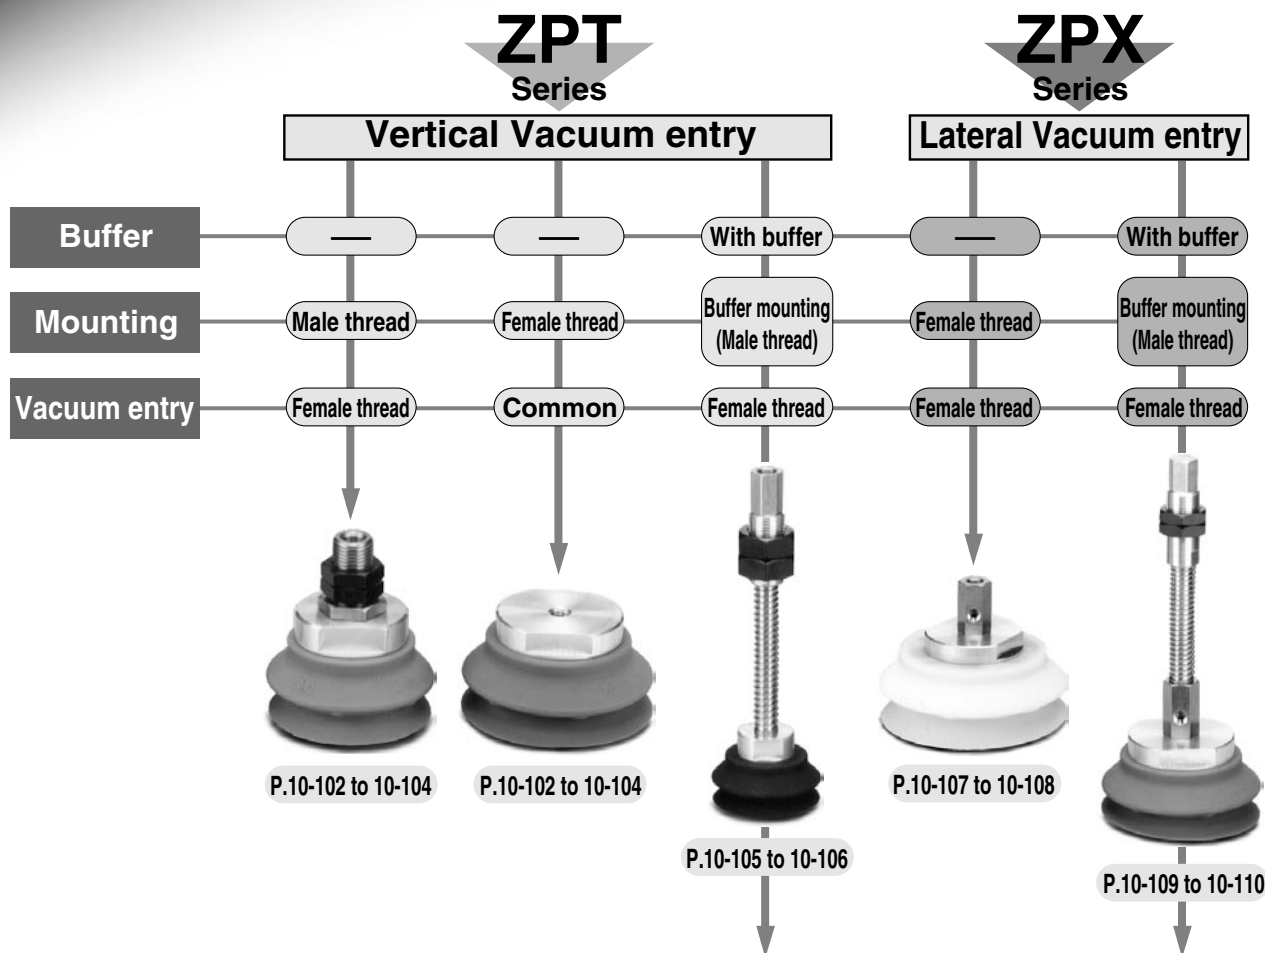 ZPT
Series
ZPX
Series
Vertical Vacuum entry
Lateral Vacuum entry
Buffer
—
—
With buffer
—
With buffer
Mounting
Male thread
Female thread
Buffer mounting
(Male thread)
Female thread
Buffer mounting
(Male thread)
Vacuum entry
Female thread
Common
Female thread
Female thread
Female thread
P.10-102 to 10-104
P.10-102 to 10-104
P.10-105 to 10-106
P.10-107 to 10-108
P.10-109 to 10-110